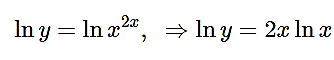 ln y = ln x^{2x}, ⇒ ln y = 2x ln x